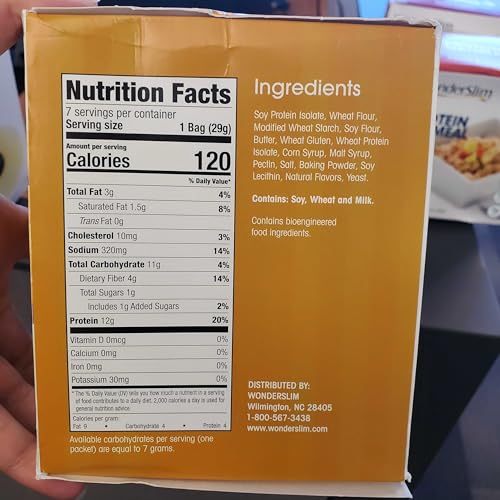 Nutrition Facts
7 servings per container
Serving size 1 Bag (29g)
Amount per serving
Calories 120
% Daily Value*
Total Fat 3g 4%
Saturated Fat 1.5g 8%
Trans Fat 0g
Cholesterol 10mg 3%
Sodium 320mg 14%
Total Carbohydrate 11g 4%
Dietary Fiber 4g 14%
Total Sugars 1g
Includes 1g Added Sugars 2%
Protein 12g 20%
Vitamin D 0mcg 0%
Calcium 0mg 0%
Iron 0mg 0%
Potassium 30mg 0%
* The % Daily Value (DV) tells you how much a nutrient in a serving
of food contributes to a daily diet. 2,000 calories a day is used for
general nutrition advice.
Calories per gram:
Fat 9 • Carbohydrate 4 • Protein 4
Available carbohydrates per serving (one
packet) are equal to 7 grams.
Ingredients
Soy Protein Isolate, Wheat Flour,
Modified Wheat Starch, Soy Flour,
Butter, Wheat Gluten, Wheat Protein
Isolate, Corn Syrup, Malt Syrup,
Pectin, Salt, Baking Powder, Soy
Lecithin, Natural Flavors, Yeast.
Contains: Soy, Wheat and Milk.
Contains bioengineered
food ingredients.
DISTRIBUTED BY:
WONDERSLIM
Wilmington, NC 28405
1-800-567-3438
www.wonderslim.com
onderSlim
TEIN
MEAL